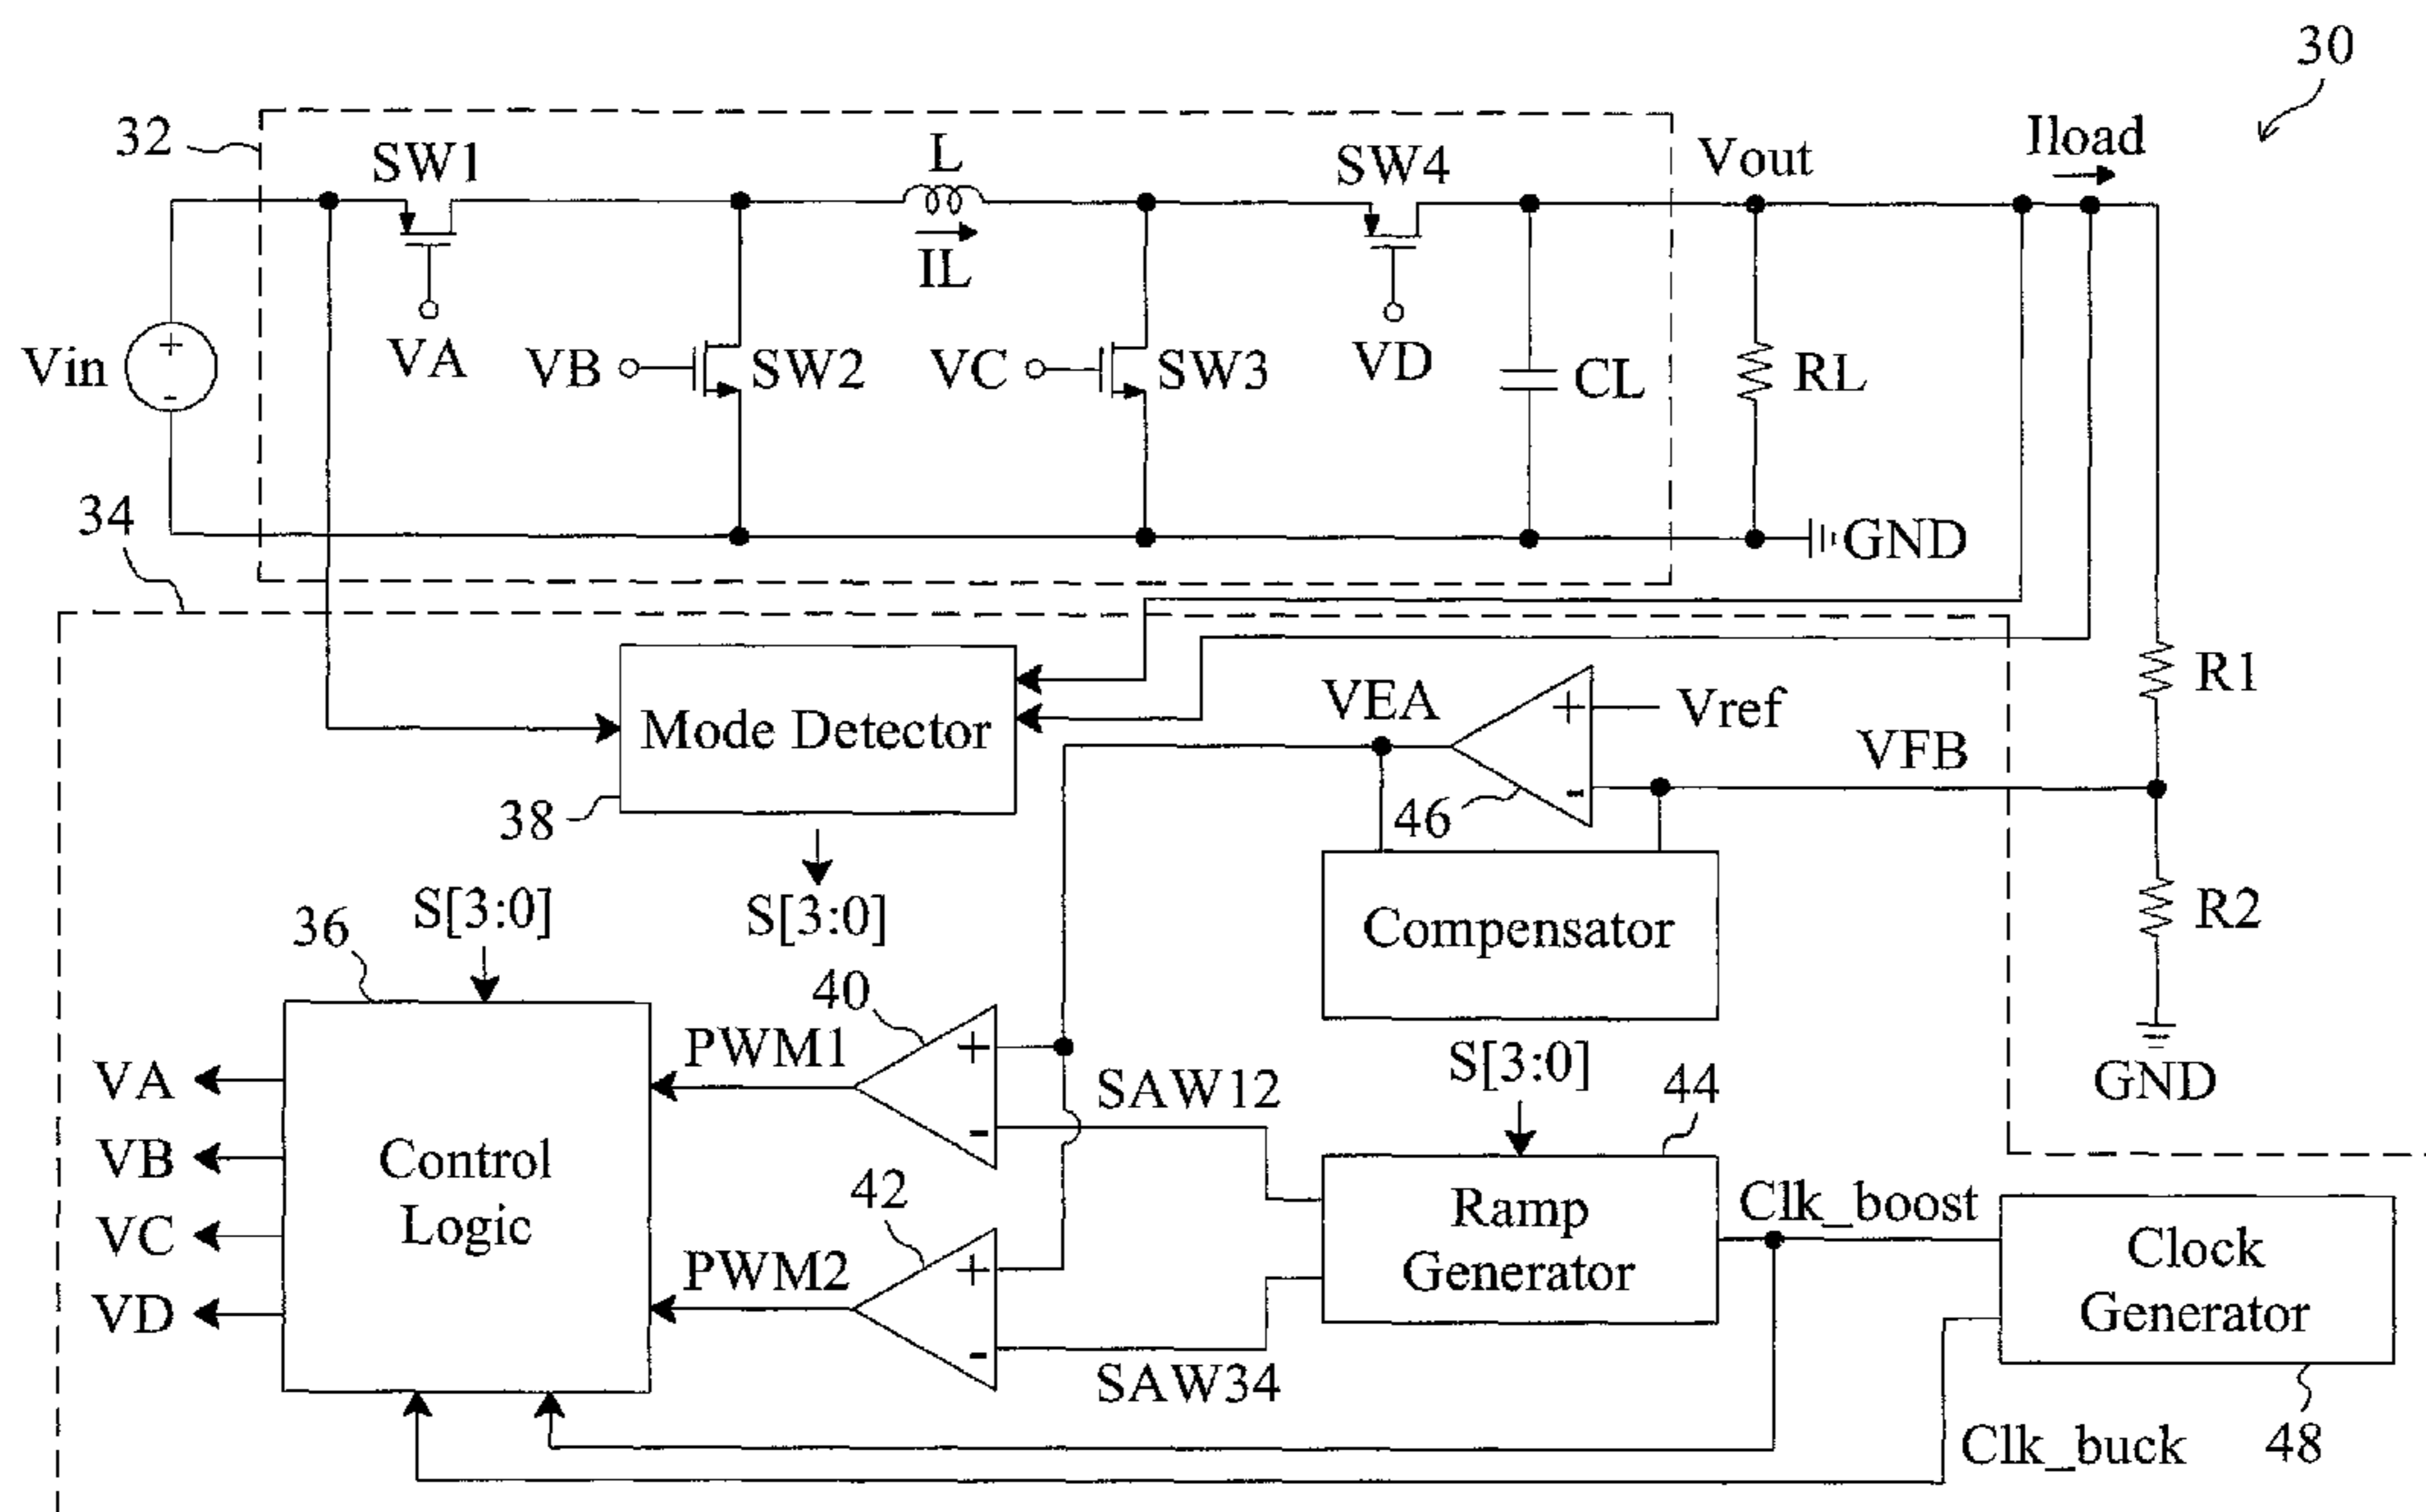 30
32
SW1
L
SW4
Vout
Iload
IL
Vin
+
-
VA
VB
SW2
VC
SW3
VD
CL
RL
34
GND
Mode Detector
38
VEA
+
-
Vref
VFB
46
R1
R2
GND
S[3:0]
S[3:0]
36
Compensator
40
PWM1
+
-
SAW12
S[3:0]
44
VA
VB
VC
VD
Control
Logic
42
PWM2
+
-
SAW34
Ramp
Generator
Clk_boost
Clock
Generator
48
Clk_buck